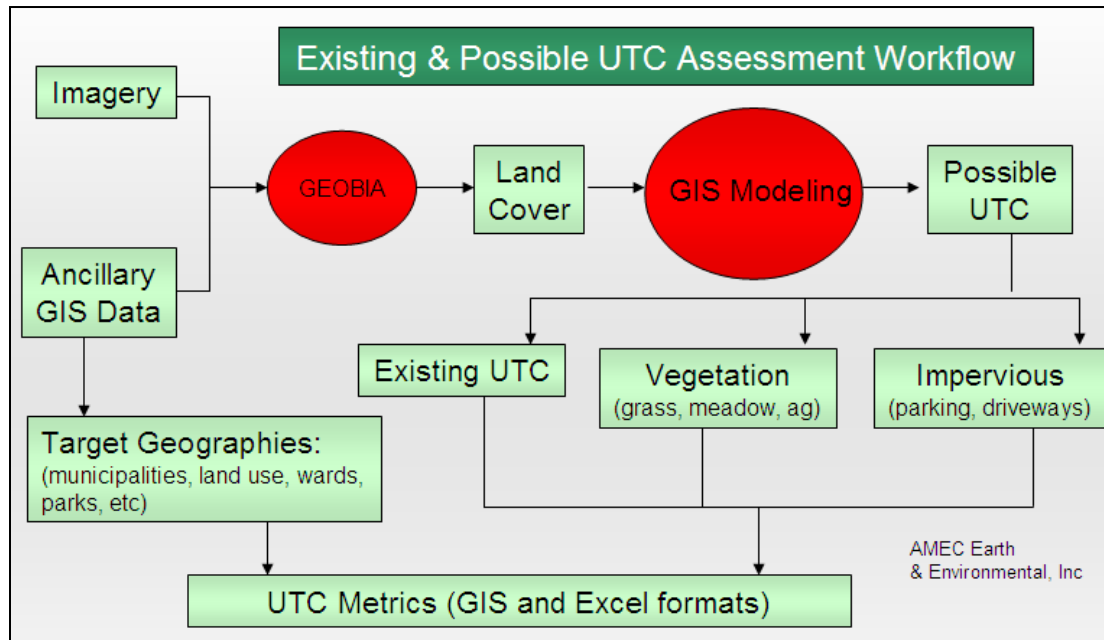 Existing & Possible UTC Assessment Workflow
Imagery
GEOBIA
Land
Cover
GIS Modeling
Possible
UTC
Ancillary
GIS Data
Existing UTC
Vegetation
(grass, meadow, ag)
Impervious
(parking, driveways)
Target Geographies:
(municipalities, land use, wards,
parks, etc)
AMEC Earth
& Environmental, Inc
UTC Metrics (GIS and Excel formats)